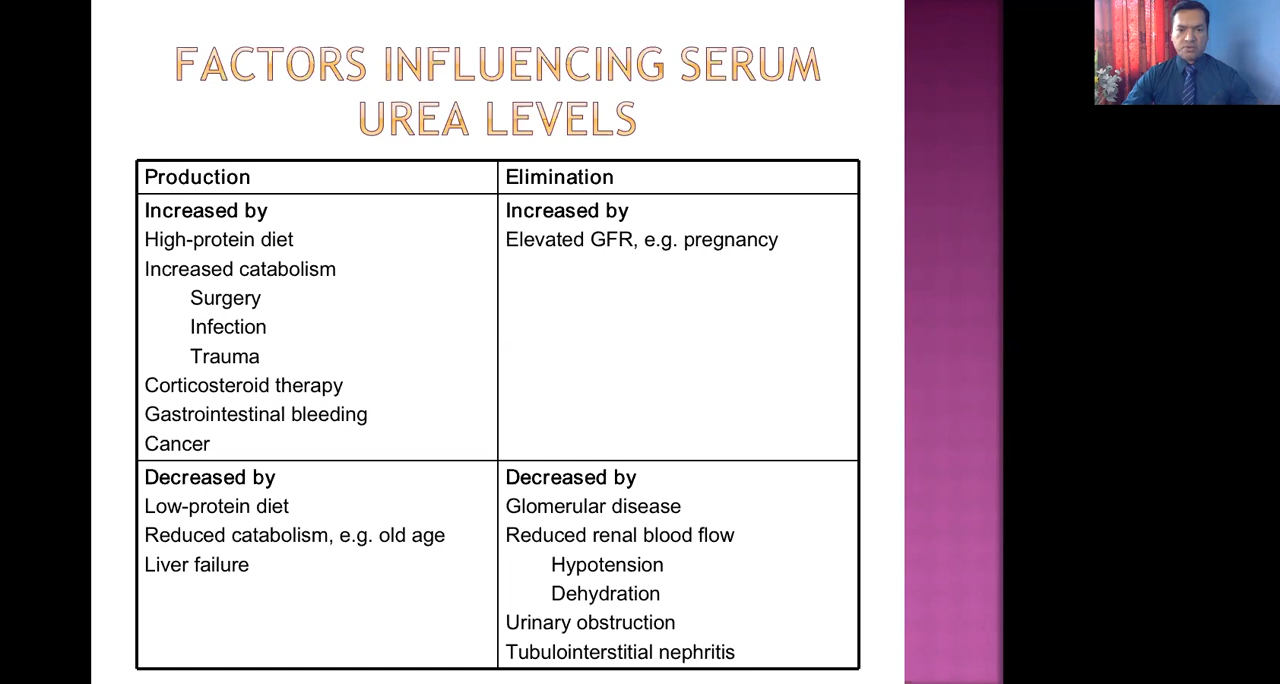 FACTORS INFLUENCING SERUM
UREA LEVELS
Production
Elimination
Increased by
High-protein diet
Increased catabolism
Surgery
Infection
Trauma
Corticosteroid therapy
Gastrointestinal bleeding
Cancer
Increased by
Elevated GFR, e.g. pregnancy
Decreased by
Low-protein diet
Reduced catabolism, e.g. old age
Liver failure
Decreased by
Glomerular disease
Reduced renal blood flow
Hypotension
Dehydration
Urinary obstruction
Tubulointerstitial nephritis